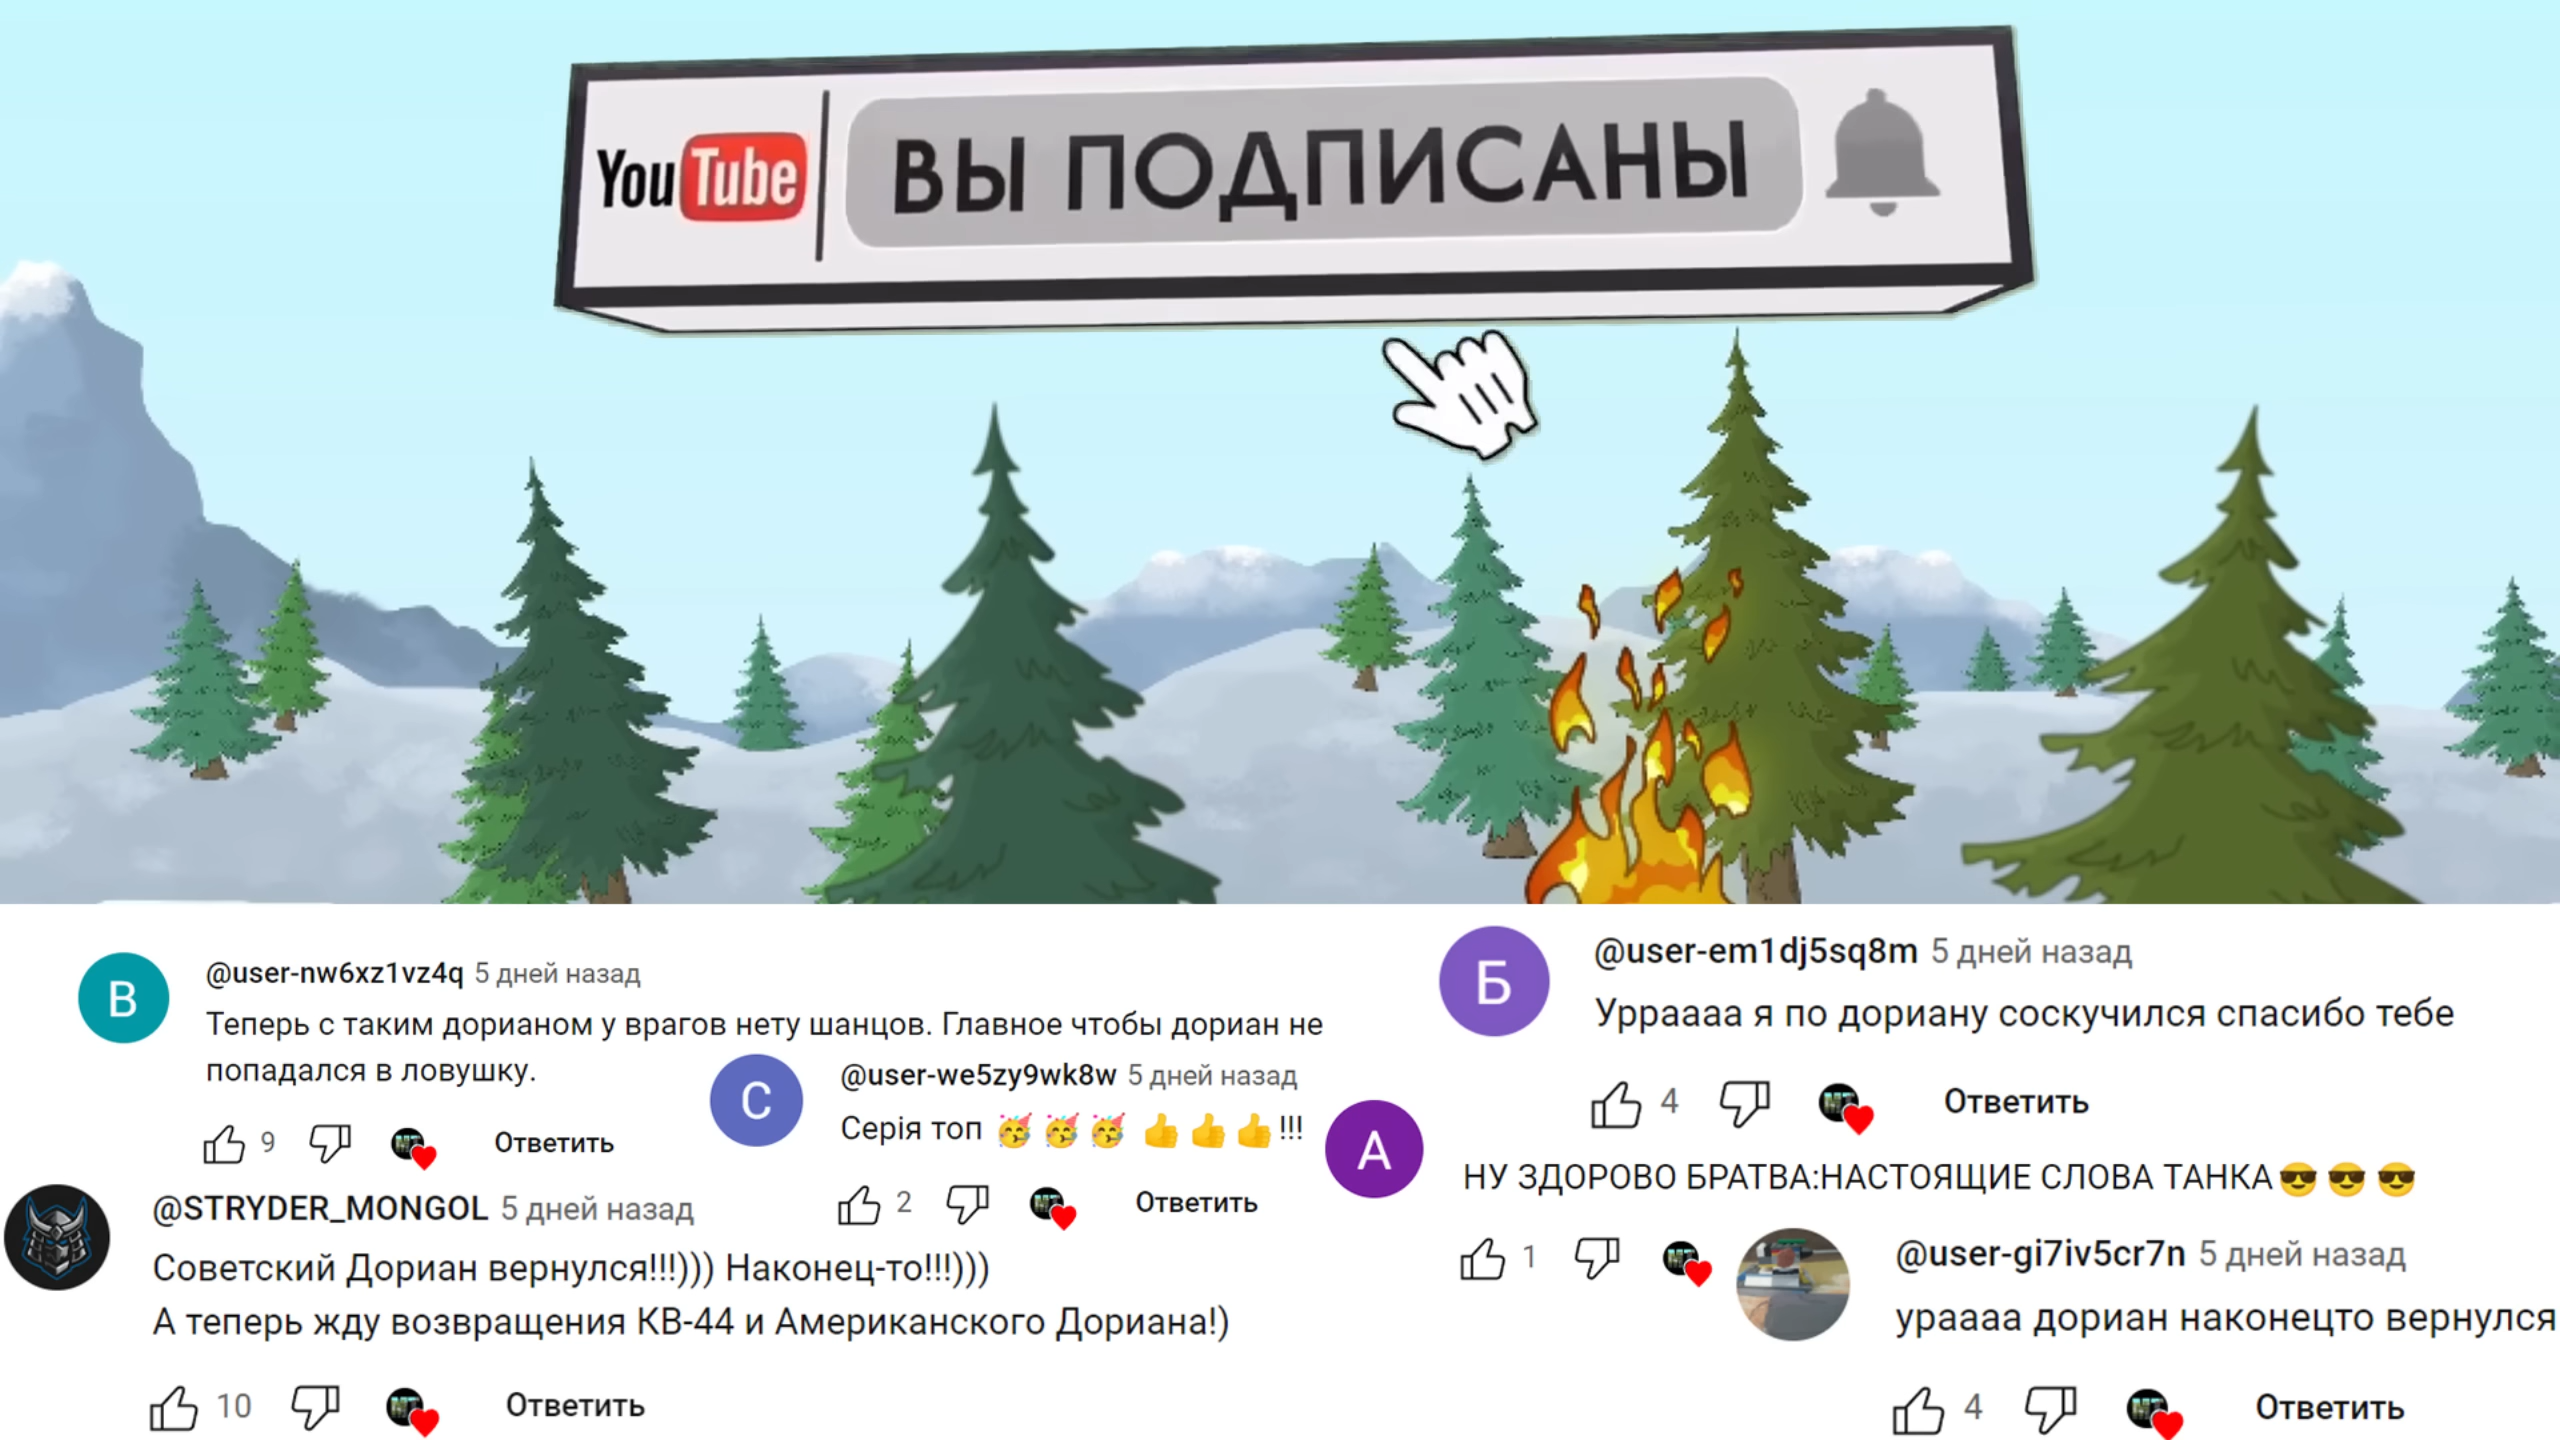 YouTube
ВЫ ПОДПИСАНЫ
В
@user-nw6xz1vz4q 5 дней назад
Теперь с таким дорианом у врагов нету шанцов. Главное чтобы дориан не
попадался в ловушку.
9 Ответить
С
@user-we5zy9wk8w 5 дней назад
Серія топ 🥳🥳🥳 👍👍👍!!!
2 Ответить
@STRYDER_MONGOL 5 дней назад
Советский Дориан вернулся!!!))) Наконец-то!!!)))
А теперь жду возвращения КВ-44 и Американского Дориана!)
10 Ответить
Б
@user-em1dj5sq8m 5 дней назад
Урраааа я по дориану соскучился спасибо тебе
4 Ответить
А
НУ ЗДОРОВО БРАТВА:НАСТОЯЩИЕ СЛОВА ТАНКА😎😎😎
1
@user-gi7iv5cr7n 5 дней назад
ураааа дориан наконецто вернулся
4 Ответить